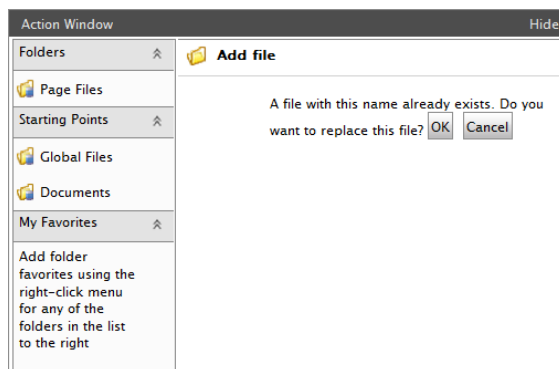 Action Window
Hide
Folders
Page Files
Starting Points
Global Files
Documents
My Favorites
Add folder
favorites using the
right-click menu
for any of the
folders in the list
to the right
Add file
A file with this name already exists. Do you
want to replace this file? OK Cancel